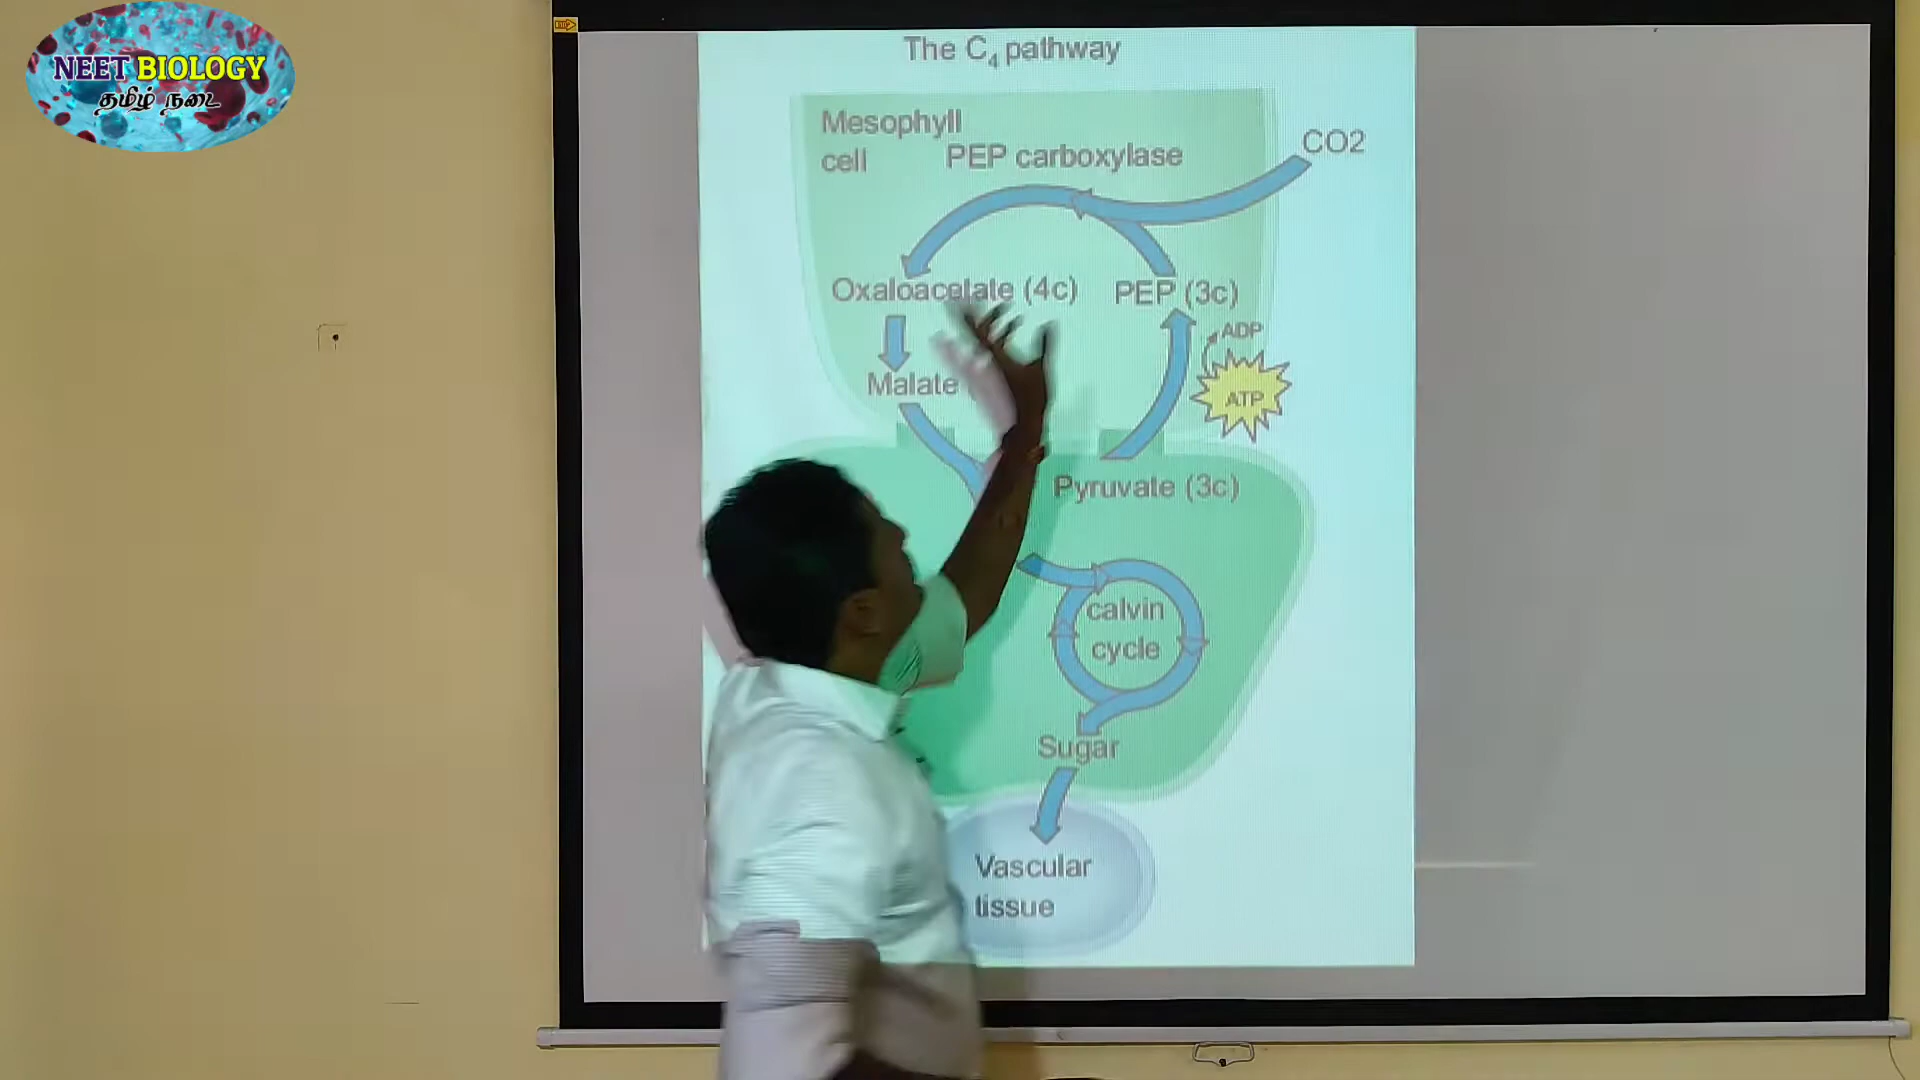 NEET BIOLOGY
தமிழ் நடை
The C4 pathway
Mesophyll
cell
PEP carboxylase
CO2
Oxaloacelate (4c)
PEP (3c)
ADP
ATP
Malate
Pyruvate (3c)
calvin
cycle
Sugar
Vascular
tissue